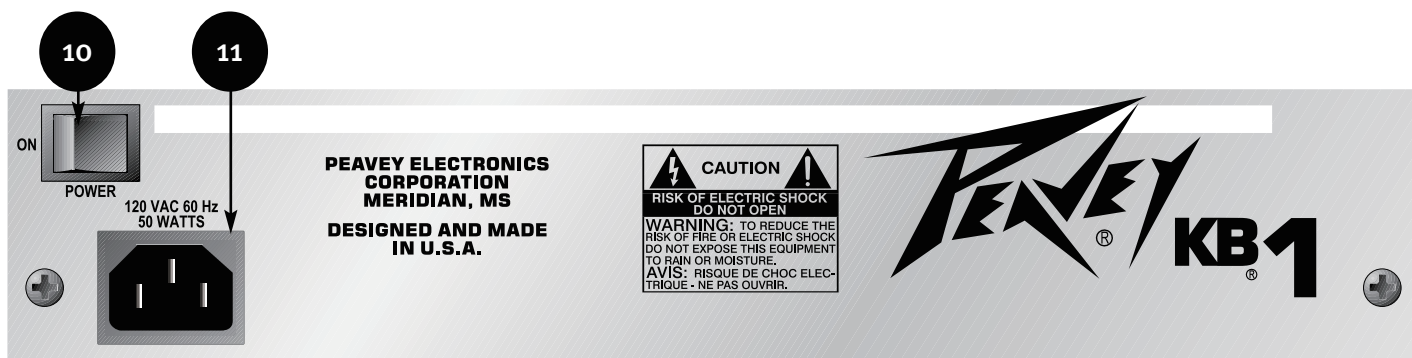 10
11
ON
POWER
120 VAC 60 Hz
50 WATTS
PEAVEY ELECTRONICS
CORPORATION
MERIDIAN, MS
DESIGNED AND MADE
IN U.S.A.
CAUTION
RISK OF ELECTRIC SHOCK
DO NOT OPEN
WARNING: TO REDUCE THE
RISK OF FIRE OR ELECTRIC SHOCK
DO NOT EXPOSE THIS EQUIPMENT
TO RAIN OR MOISTURE.
AVIS: RISQUE DE CHOC ELEC-
TRIQUE - NE PAS OUVRIR.
PEAVEY ®
KB®1